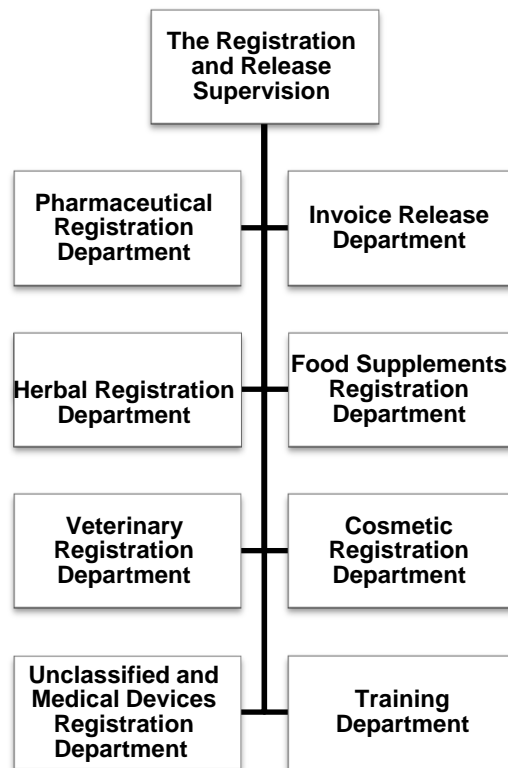 The Registration
and Release
Supervision
Pharmaceutical
Registration
Department
Invoice Release
Department
Herbal Registration
Department
Food Supplements
Registration
Department
Veterinary
Registration
Department
Cosmetic
Registration
Department
Unclassified and
Medical Devices
Registration
Department
Training
Department